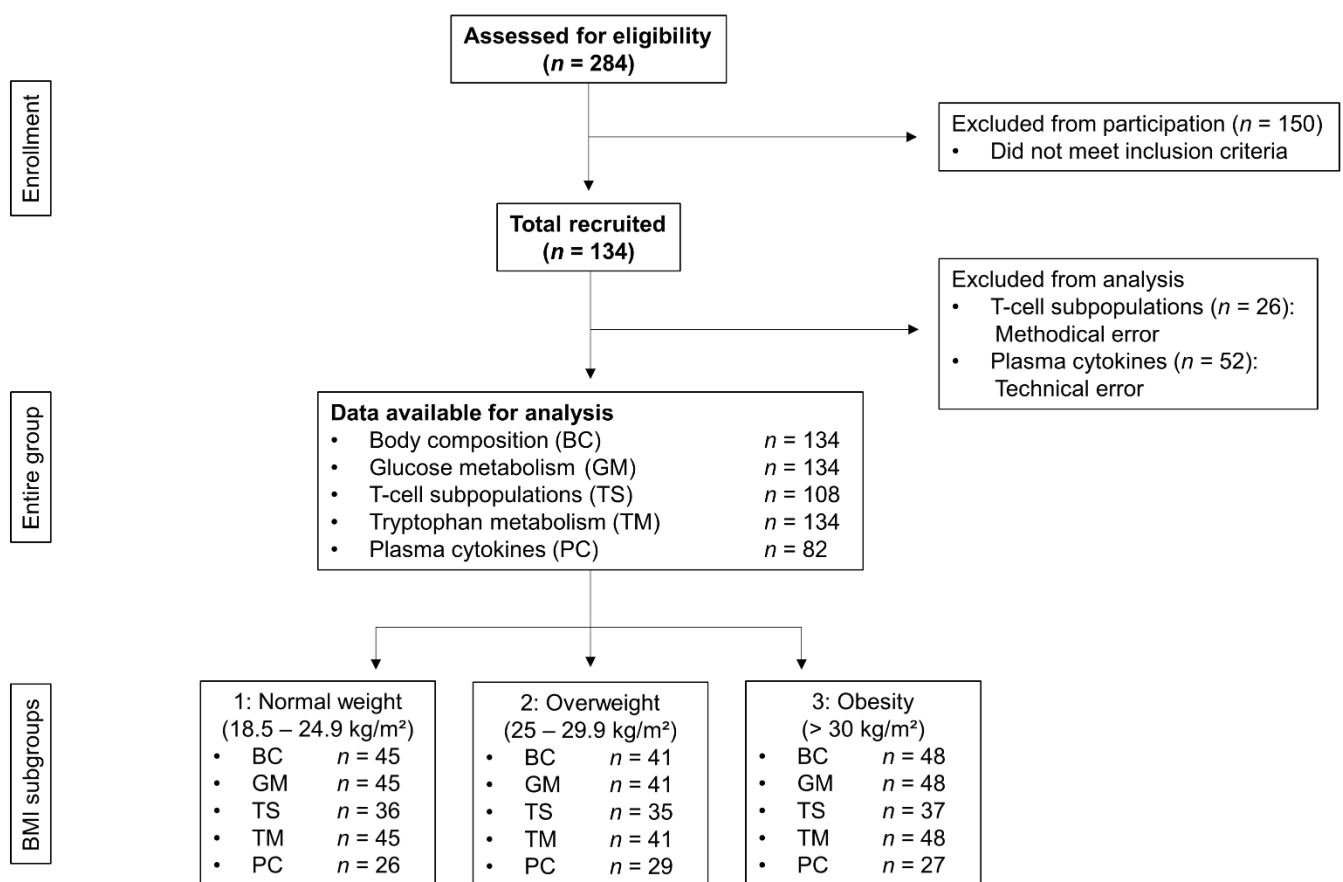 Assessed for eligibility
(n = 284)
Enrollment
Excluded from participation (n = 150)
• Did not meet inclusion criteria
Total recruited
(n = 134)
Excluded from analysis
• T-cell subpopulations (n = 26):
Methodical error
• Plasma cytokines (n = 52):
Technical error
Entire group
Data available for analysis
• Body composition (BC) n = 134
• Glucose metabolism (GM) n = 134
• T-cell subpopulations (TS) n = 108
• Tryptophan metabolism (TM) n = 134
• Plasma cytokines (PC) n = 82
BMI subgroups
1: Normal weight
(18.5 – 24.9 kg/m²)
• BC n = 45
• GM n = 45
• TS n = 36
• TM n = 45
• PC n = 26
2: Overweight
(25 – 29.9 kg/m²)
• BC n = 41
• GM n = 41
• TS n = 35
• TM n = 41
• PC n = 29
3: Obesity
(> 30 kg/m²)
• BC n = 48
• GM n = 48
• TS n = 37
• TM n = 48
• PC n = 27